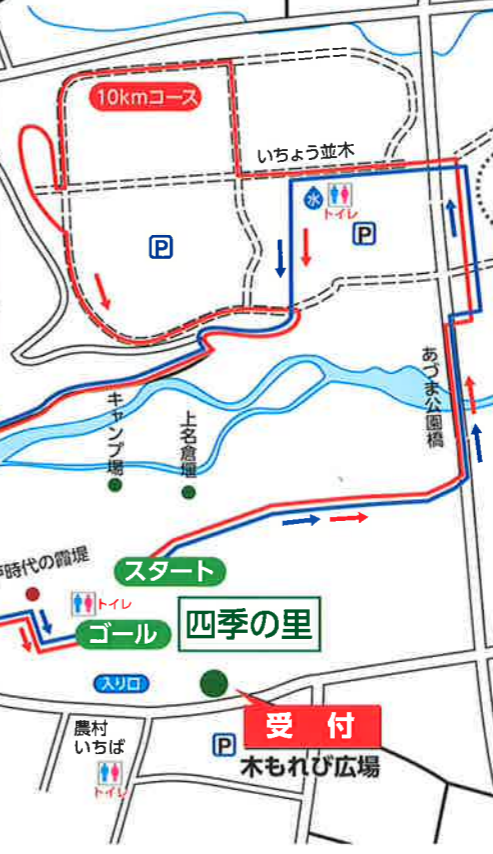 10kmコース
いちょう並木
水
トイレ
P
P
あづま公園橋
キャンプ場
上名倉堰
時代の霞堤
スタート
トイレ
ゴール
四季の里
入り口
受 付
農村
いちば
P
木もれび広場
トイレ